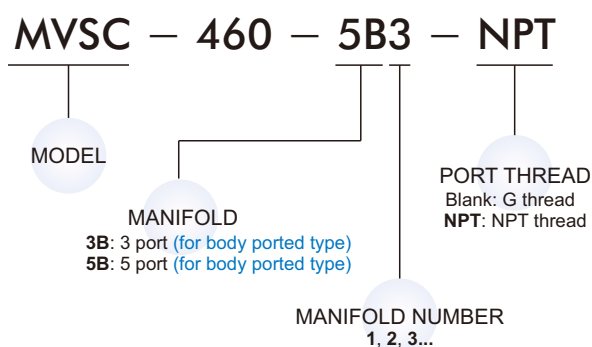 MVSC – 460 – 5B3 – NPT
MODEL
MANIFOLD
3B: 3 port (for body ported type)
5B: 5 port (for body ported type)
PORT THREAD
Blank: G thread
NPT: NPT thread
MANIFOLD NUMBER
1, 2, 3...